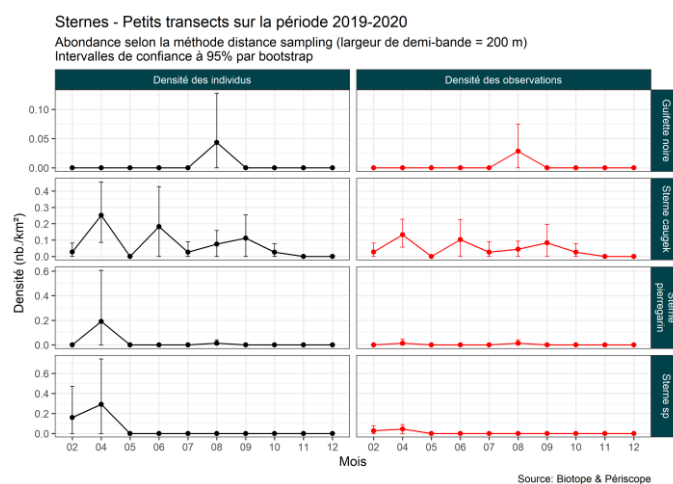 Sternes - Petits transects sur la période 2019-2020
Abondance selon la méthode distance sampling (largeur de demi-bande = 200 m)
Intervalles de confiance à 95% par bootstrap
Densité des individus
Densité des observations
Densité (nb./km²)
0.10
0.05
0.00
Guifette noire
0.4
0.3
0.2
0.1
0.0
Sterne caugek
0.6
0.4
0.2
0.0
Sterne
pierregarin
0.6
0.4
0.2
0.0
Sterne sp
02 04 05 06 07 08 09 10 11 12
02 04 05 06 07 08 09 10 11 12
Mois
Source: Biotope & Périscope